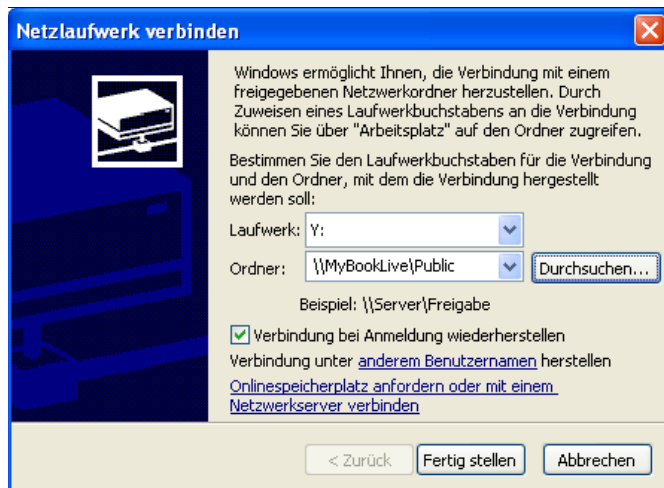 Netzlaufwerk verbinden
Windows ermöglicht Ihnen, die Verbindung mit einem
freigegebenen Netzwerkordner herzustellen. Durch
Zuweisen eines Laufwerkbuchstabens an die Verbindung
können Sie über "Arbeitsplatz" auf den Ordner zugreifen.
Bestimmen Sie den Laufwerkbuchstaben für die Verbindung
und den Ordner, mit dem die Verbindung hergestellt
werden soll:
Laufwerk: Y:
Ordner: \\MyBookLive\Public Durchsuchen...
Beispiel: \\Server\Freigabe
Verbindung bei Anmeldung wiederherstellen
Verbindung unter anderem Benutzernamen herstellen
Onlinespeicherplatz anfordern oder mit einem
Netzwerkserver verbinden
< Zurück Fertig stellen Abbrechen